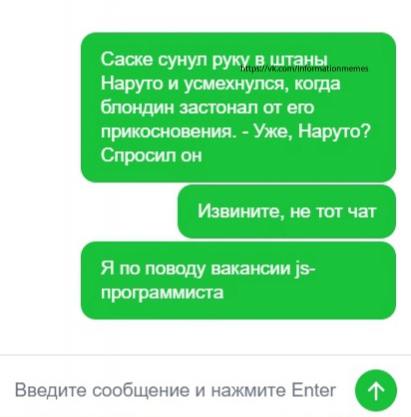 Саске сунул руку в штаны
https://vk.com/informationmemes
Наруто и усмехнулся, когда
блондин застонал от его
прикосновения. - Уже, Наруто?
Спросил он
Извините, не тот чат
Я по поводу вакансии js-
программиста
Введите сообщение и нажмите Enter